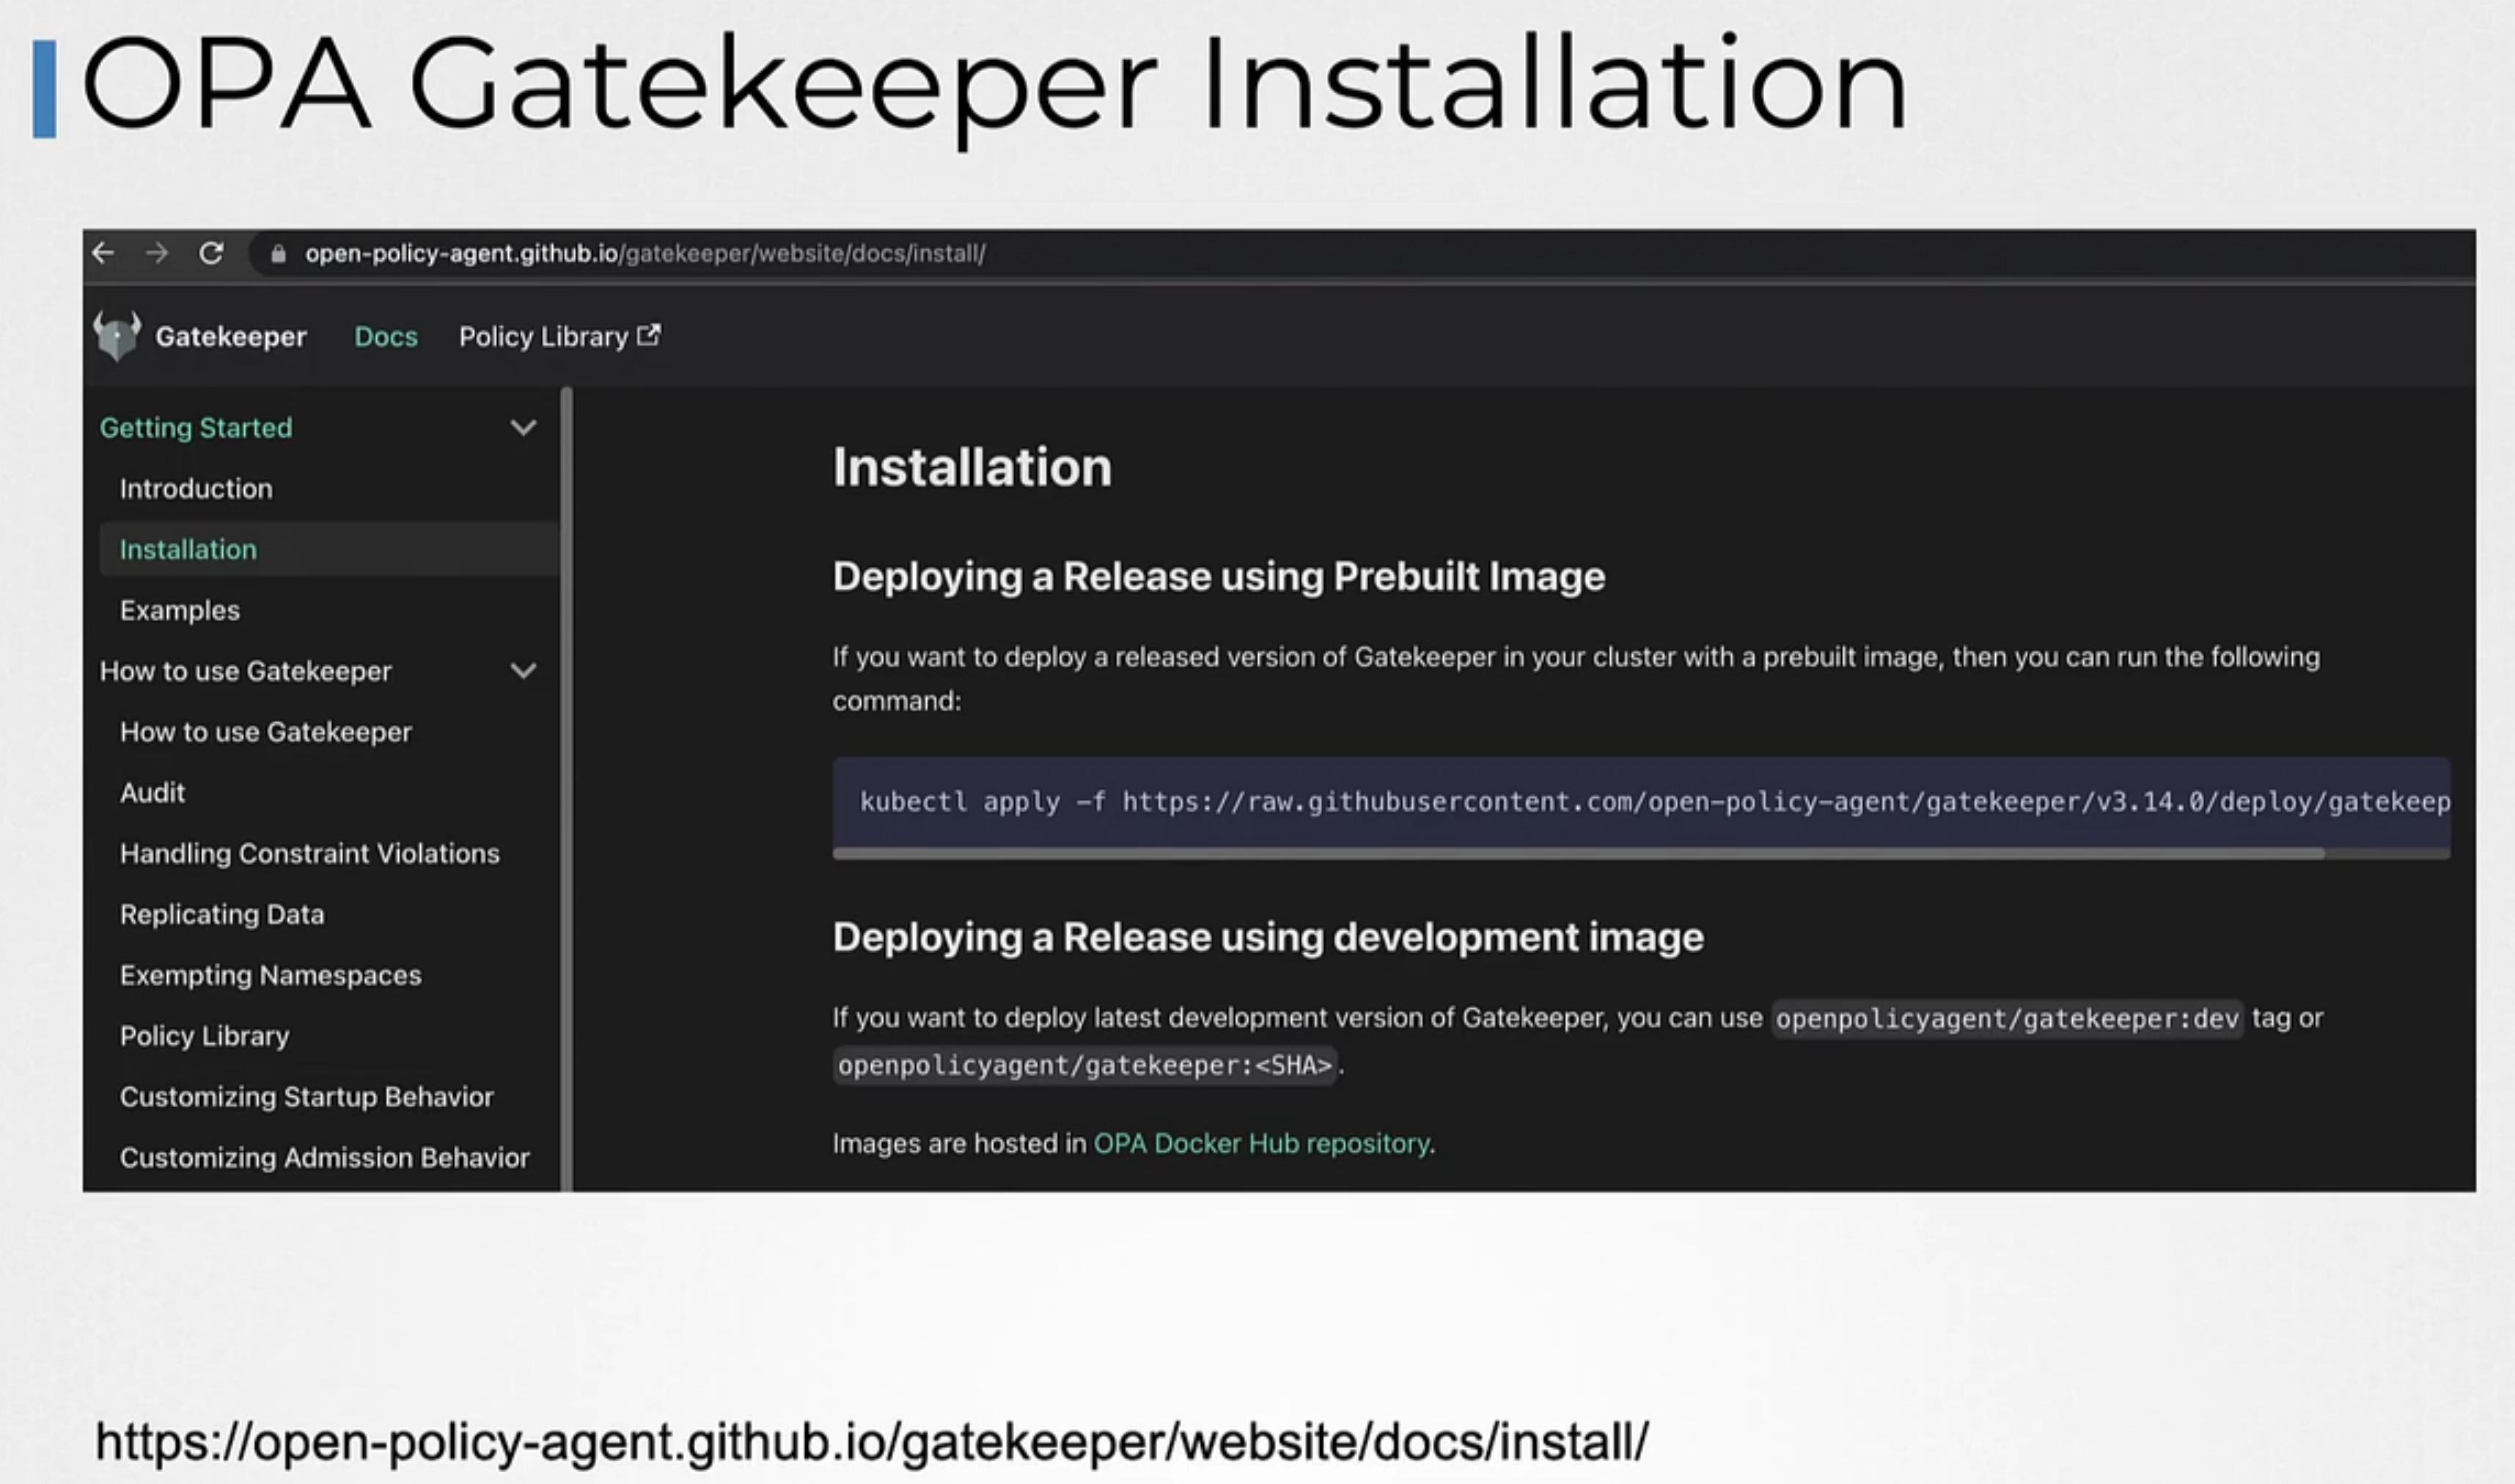 OPA Gatekeeper Installation
open-policy-agent.github.io/gatekeeper/website/docs/install/
Gatekeeper Docs Policy Library
Getting Started
Introduction
Installation
Examples
How to use Gatekeeper
How to use Gatekeeper
Audit
Handling Constraint Violations
Replicating Data
Exempting Namespaces
Policy Library
Customizing Startup Behavior
Customizing Admission Behavior
Installation
Deploying a Release using Prebuilt Image
If you want to deploy a released version of Gatekeeper in your cluster with a prebuilt image, then you can run the following
command:
kubectl apply -f https://raw.githubusercontent.com/open-policy-agent/gatekeeper/v3.14.0/deploy/gatekeep
Deploying a Release using development image
If you want to deploy latest development version of Gatekeeper, you can use openpolicyagent/gatekeeper:dev tag or
openpolicyagent/gatekeeper:<SHA>.
Images are hosted in OPA Docker Hub repository.
https://open-policy-agent.github.io/gatekeeper/website/docs/install/